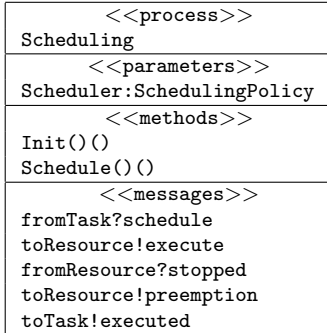 <<process>>
Scheduling
<<parameters>>
Scheduler:SchedulingPolicy
<<methods>>
Init()()
Schedule()()
<<messages>>
fromTask?schedule
toResource!execute
fromResource?stopped
toResource!preemption
toTask!executed